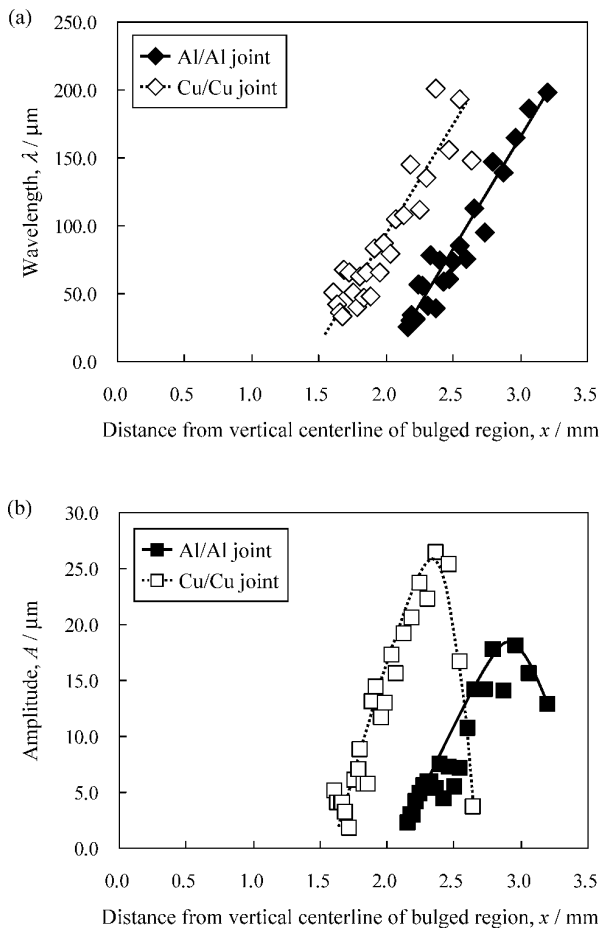 (a)
250.0
200.0
150.0
100.0
50.0
0.0
Wavelength, λ / μm
Al/Al joint
Cu/Cu joint
0.0 0.5 1.0 1.5 2.0 2.5 3.0 3.5
Distance from vertical centerline of bulged region, x / mm
(b)
30.0
25.0
20.0
15.0
10.0
5.0
0.0
Amplitude, A / μm
Al/Al joint
Cu/Cu joint
0.0 0.5 1.0 1.5 2.0 2.5 3.0 3.5
Distance from vertical centerline of bulged region, x / mm